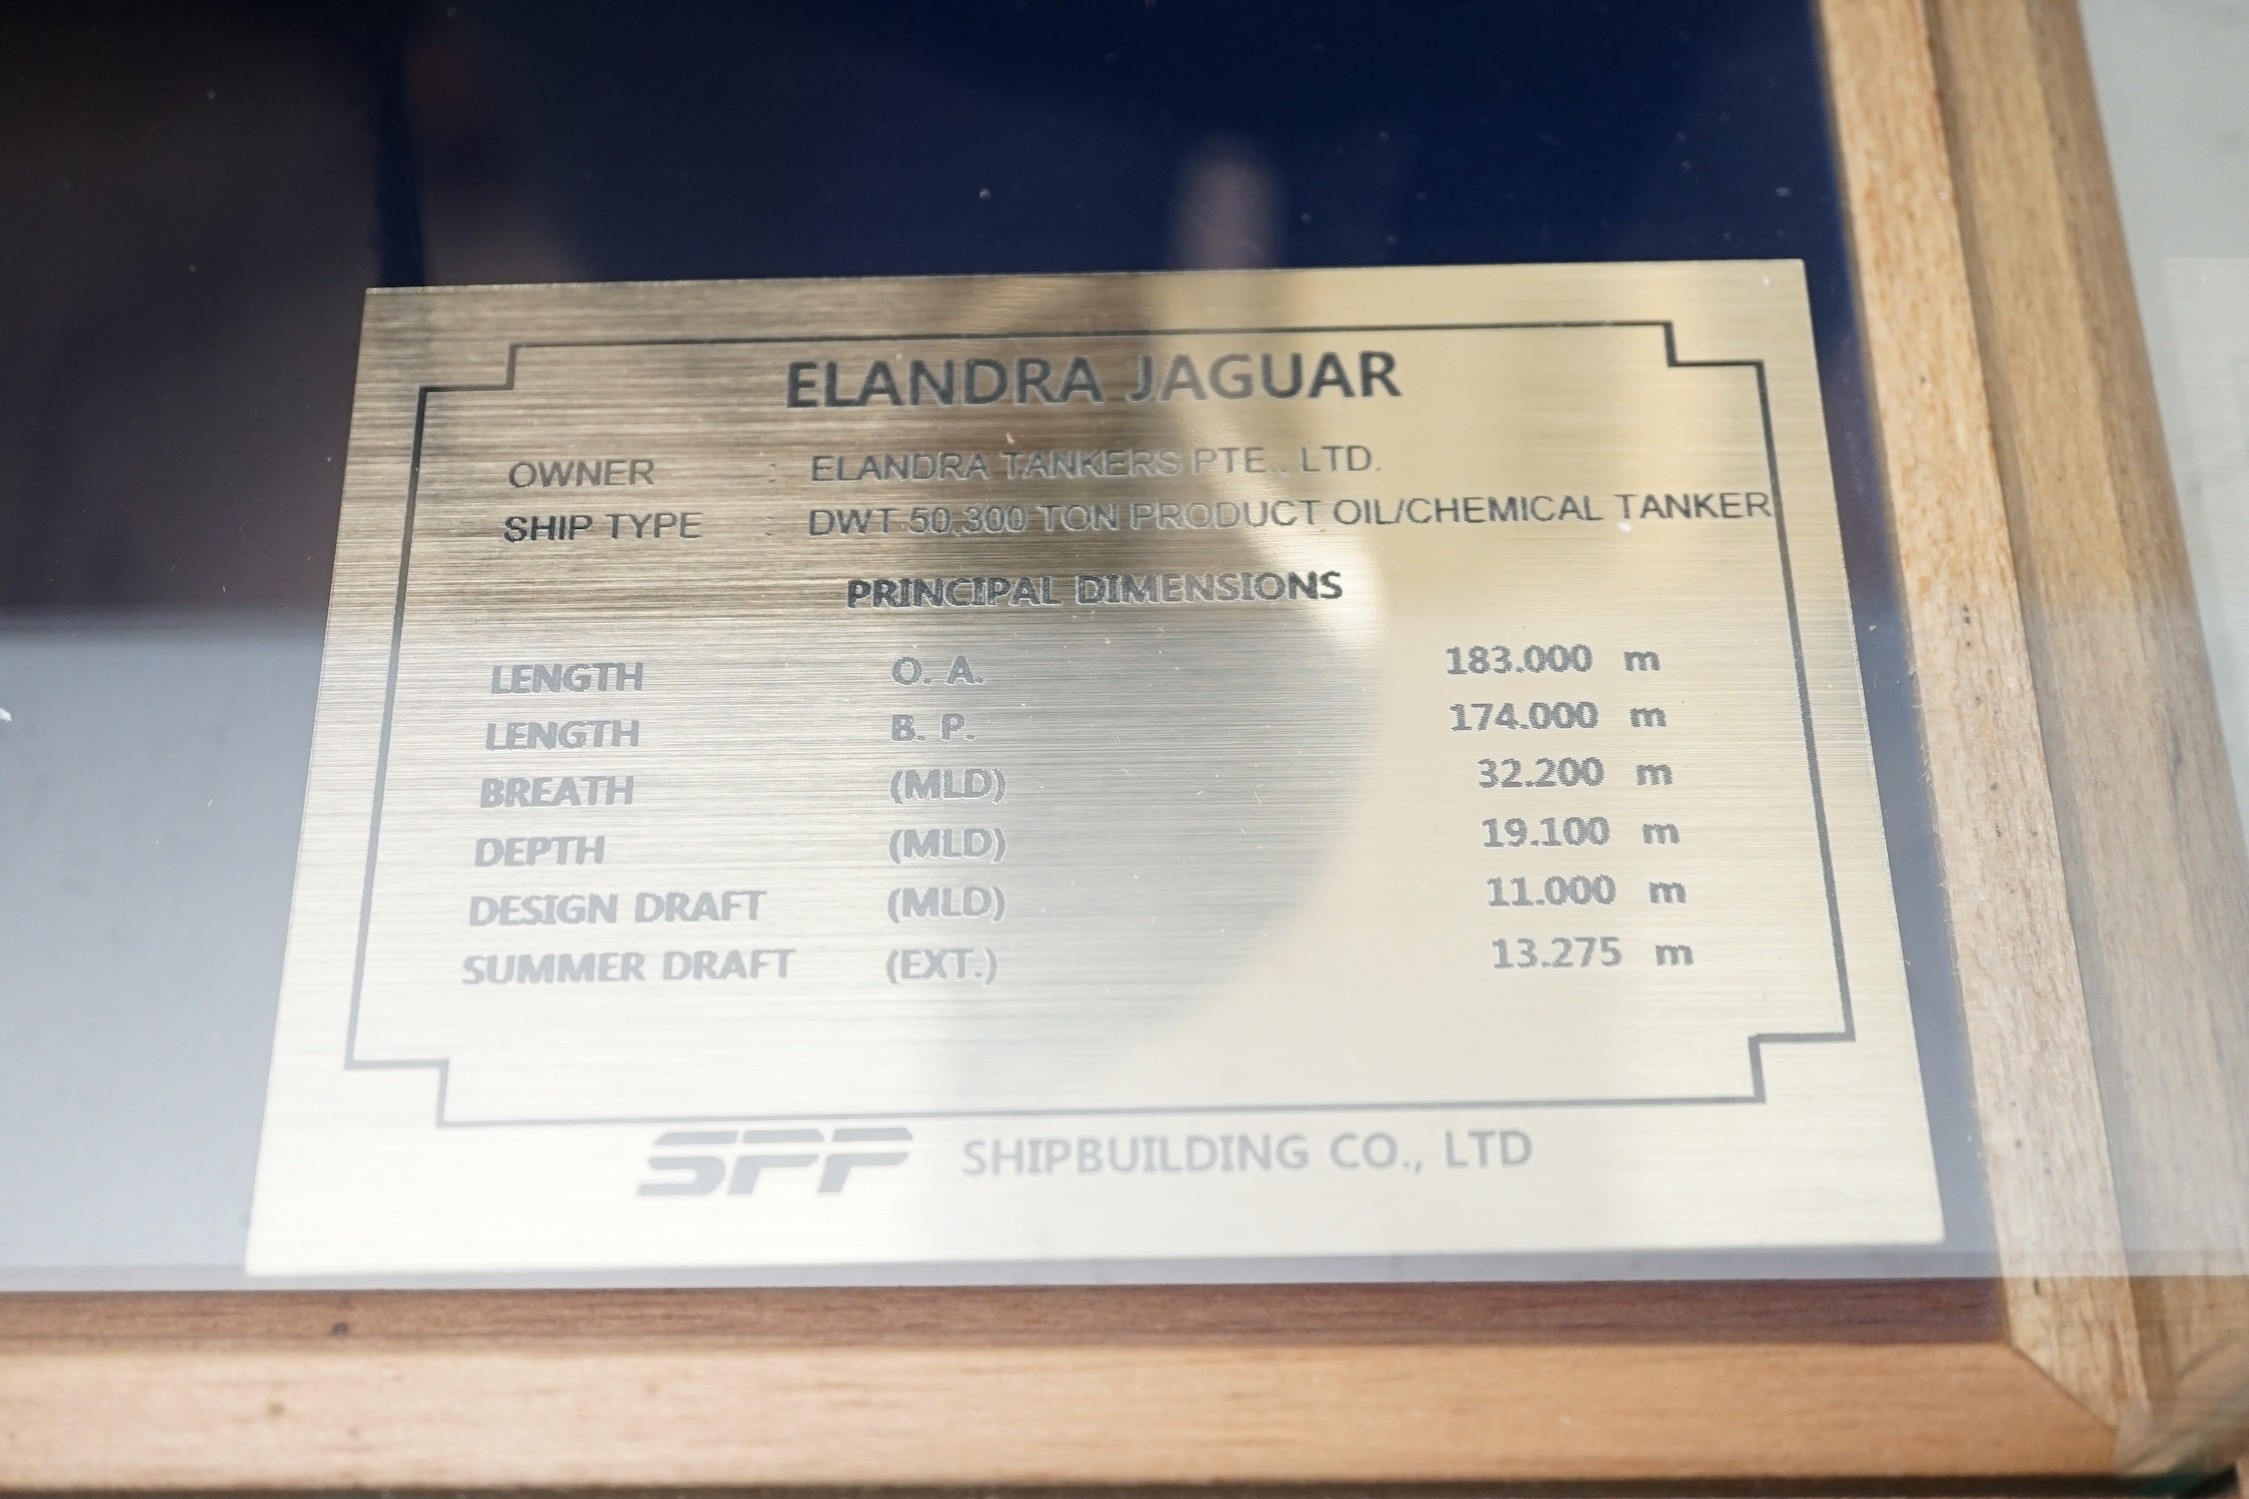 ELANDRA JAGUAR
OWNER : ELANDRA TANKERS PTE.. LTD.
SHIP TYPE : DWT 50,300 TON PRODUCT OIL/CHEMICAL TANKER
PRINCIPAL DIMENSIONS
LENGTH O. A. 183.000 m
LENGTH B. P. 174.000 m
BREATH (MLD) 32.200 m
DEPTH (MLD) 19.100 m
DESIGN DRAFT (MLD) 11.000 m
SUMMER DRAFT (EXT.) 13.275 m
SPP SHIPBUILDING CO., LTD